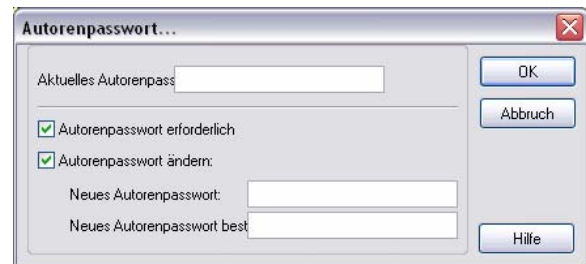 Autorenpasswort...
Aktuelles Autorenpass
OK
Abbruch
Autorenpasswort erforderlich
Autorenpasswort ändern:
Neues Autorenpasswort:
Neues Autorenpasswort best
Hilfe